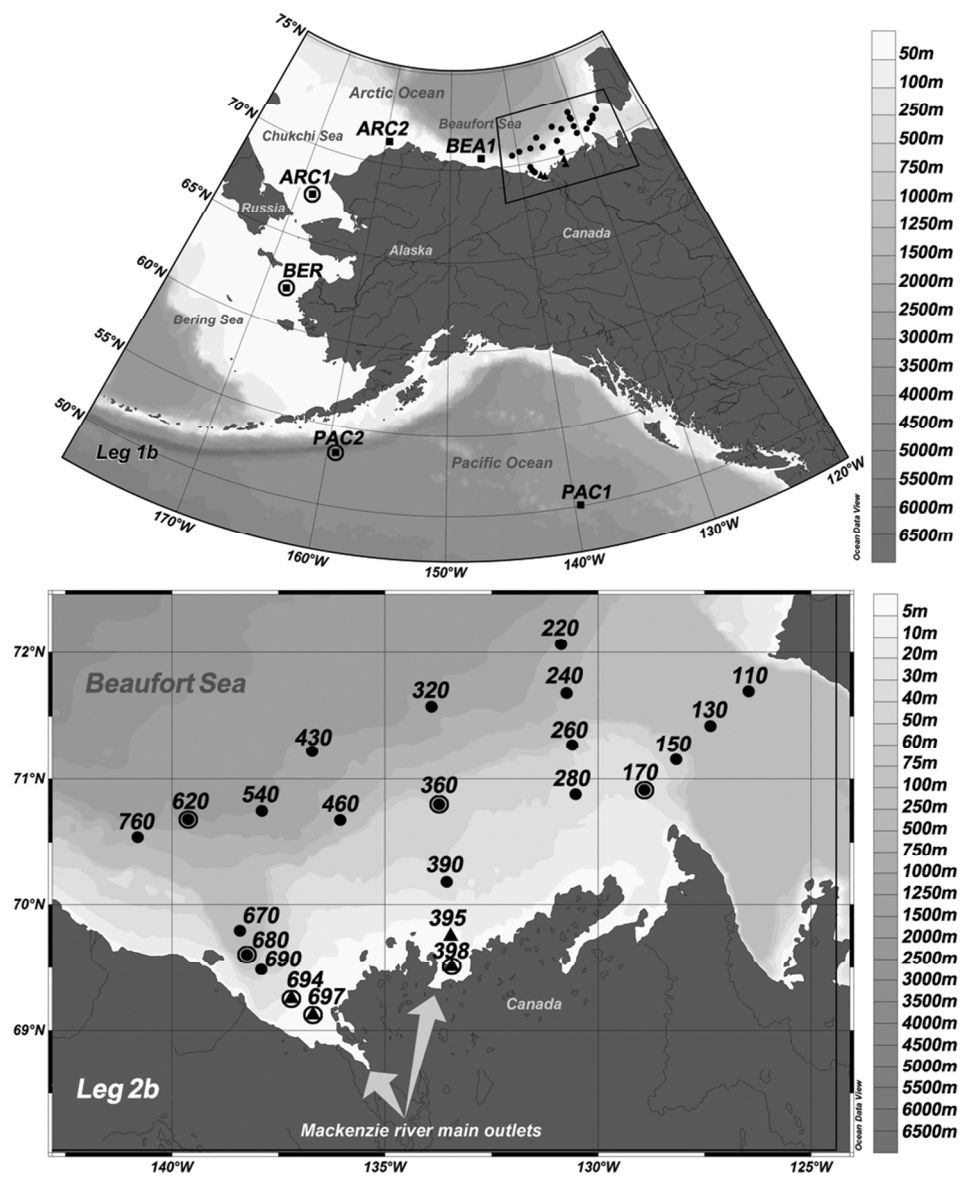 75°N
Arctic Ocean
70°N
Beaufort Sea
Chukchi Sea
ARC2
BEA1
ARC1
65°N
Russia
Canada
Alaska
60°N
BER
Bering Sea
55°N
50°N
PAC2
Leg 1b
Pacific Ocean
PAC1
120°W
130°W
170°W
160°W
150°W
140°W
50m
100m
250m
500m
750m
1000m
1250m
1500m
2000m
2500m
3000m
3500m
4000m
4500m
5000m
5500m
6000m
6500m
Ocean Data View
72°N
71°N
70°N
69°N
Beaufort Sea
220
240
110
320
130
260
430
150
280
170
360
620
540
460
760
390
670
395
680
398
690
694
697
Canada
Leg 2b
Mackenzie river main outlets
140°W
135°W
130°W
125°W
5m
10m
20m
30m
40m
50m
60m
75m
100m
250m
500m
750m
1000m
1250m
1500m
2000m
2500m
3000m
3500m
4000m
4500m
5000m
5500m
6000m
6500m
Ocean Data View